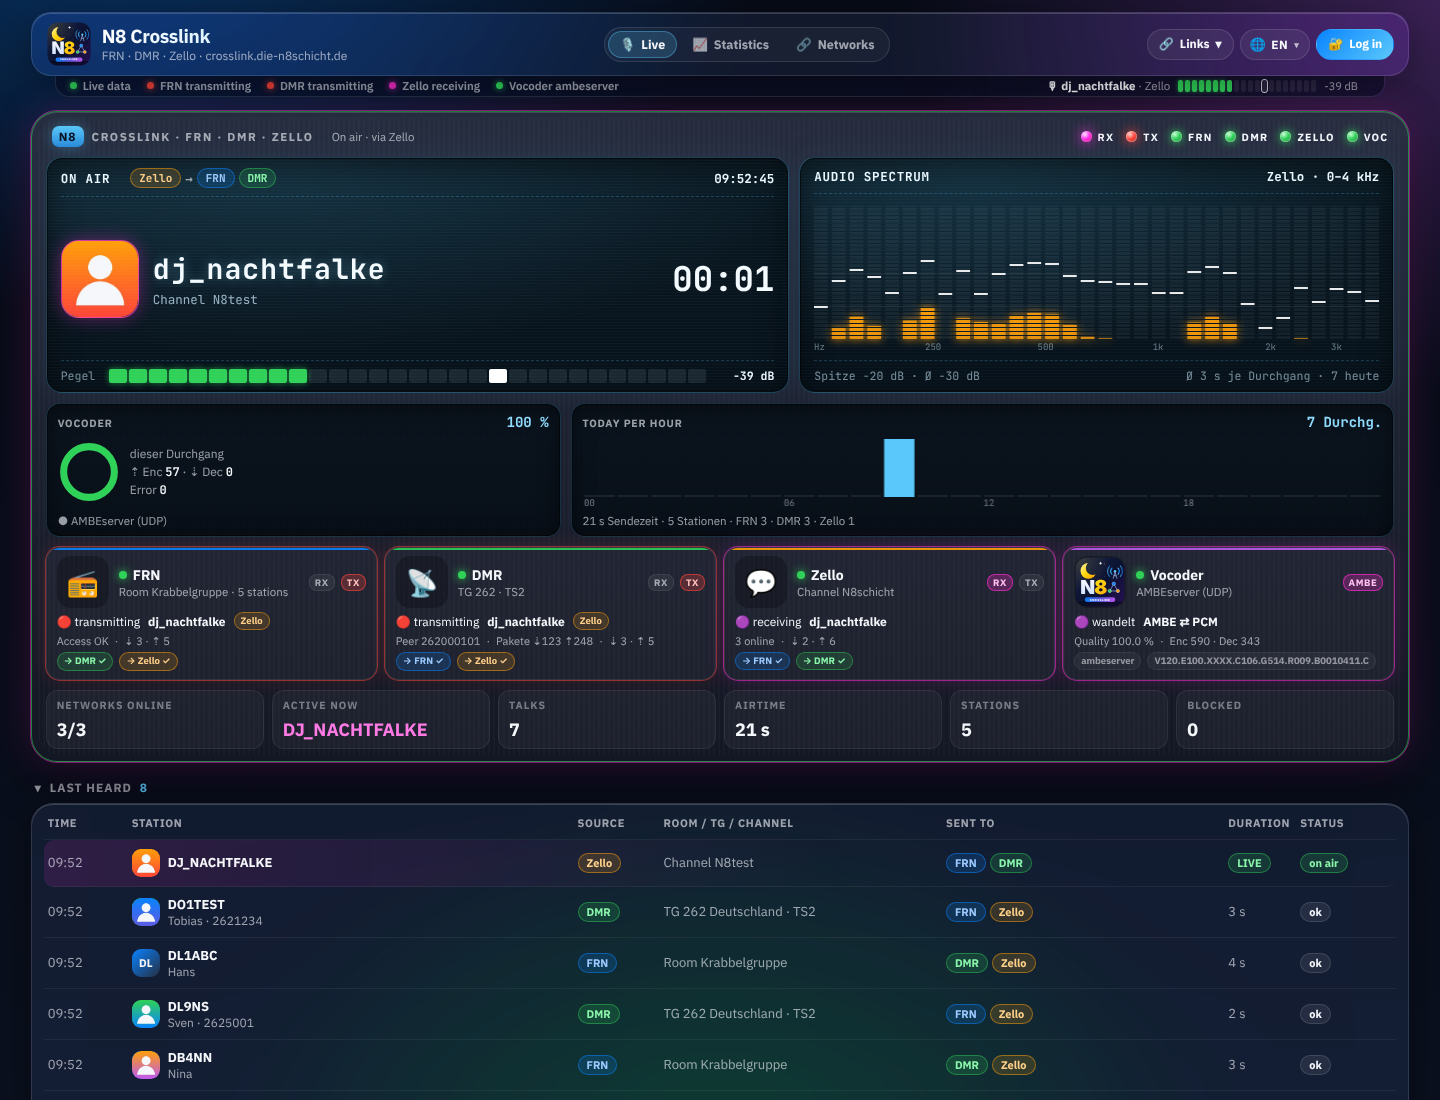 N8 Crosslink
FRN · DMR · Zello · crosslink.die-n8schicht.de
Live
Statistics
Networks
Links ▾
EN ▾
Log in
Live data
FRN transmitting
DMR transmitting
Zello receiving
Vocoder ambeserver
dj_nachtfalke · Zello
-39 dB
N8 CROSSLINK · FRN · DMR · ZELLO On air · via Zello
RX TX FRN DMR ZELLO VOC
ON AIR Zello → FRN DMR 09:52:45
dj_nachtfalke
Channel N8test
00:01
Pegel -39 dB
AUDIO SPECTRUM Zello · 0–4 kHz
Hz 250 500 1k 2k 3k
Spitze -20 dB · Ø -30 dB Ø 3 s je Durchgang · 7 heute
VOCODER 100 %
dieser Durchgang
↑ Enc 57 · ↓ Dec 0
Error 0
AMBEserver (UDP)
TODAY PER HOUR 7 Durchg.
00 06 12 18
21 s Sendezeit · 5 Stationen · FRN 3 · DMR 3 · Zello 1
FRN
Room Krabbelgruppe · 5 stations
RX TX
transmitting dj_nachtfalke Zello
Access OK · ↓ 3 · ↑ 5
→ DMR ✓ → Zello ✓
DMR
TG 262 · TS2
RX TX
transmitting dj_nachtfalke Zello
Peer 262000101 · Pakete ↓123 ↑248 · ↓ 3 · ↑ 5
→ FRN ✓ → Zello ✓
Zello
Channel N8schicht
RX TX
receiving dj_nachtfalke
3 online · ↓ 2 · ↑ 6
→ FRN ✓ → DMR ✓
N8
Vocoder
AMBEserver (UDP)
AMBE
wandelt AMBE ⇄ PCM
Quality 100.0 % · Enc 590 · Dec 343
ambeserver V120.E100.XXXX.C106.G514.R009.B0010411.C
NETWORKS ONLINE
3/3
ACTIVE NOW
DJ_NACHTFALKE
TALKS
7
AIRTIME
21 s
STATIONS
5
BLOCKED
0
▾ LAST HEARD 8
TIME STATION SOURCE ROOM / TG / CHANNEL SENT TO DURATION STATUS
09:52 DJ_NACHTFALKE Zello Channel N8test FRN DMR LIVE on air
09:52 DO1TEST DMR TG 262 Deutschland · TS2 FRN Zello 3 s ok
Tobias · 2621234
09:52 DL DL1ABC FRN Room Krabbelgruppe DMR Zello 4 s ok
Hans
09:52 DL9NS DMR TG 262 Deutschland · TS2 FRN Zello 2 s ok
Sven · 2625001
09:52 DB4NN FRN Room Krabbelgruppe DMR Zello 3 s ok
Nina